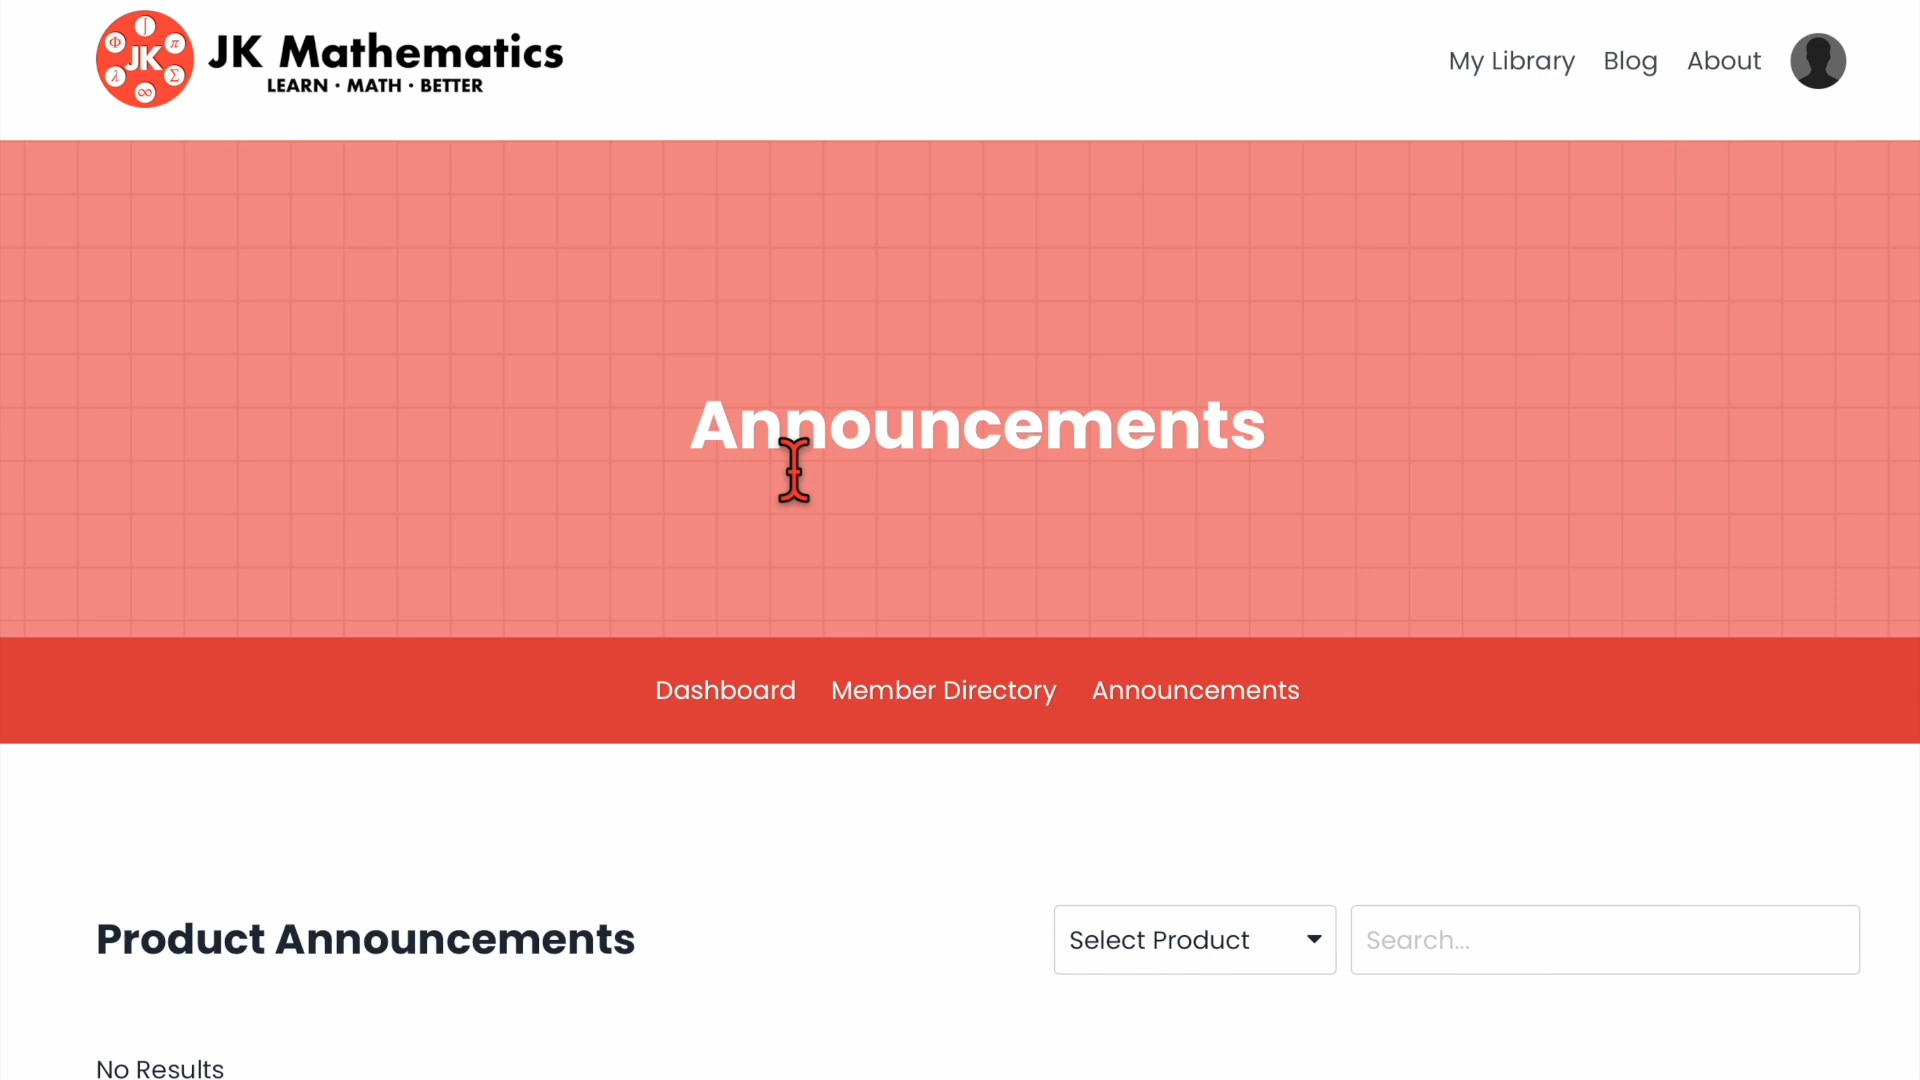 JK Mathematics
LEARN · MATH · BETTER
∫
Φ
π
JK
λ
Σ
∞
My Library
Blog
About
Announcements
Dashboard
Member Directory
Announcements
Product Announcements
Select Product
Search...
No Results